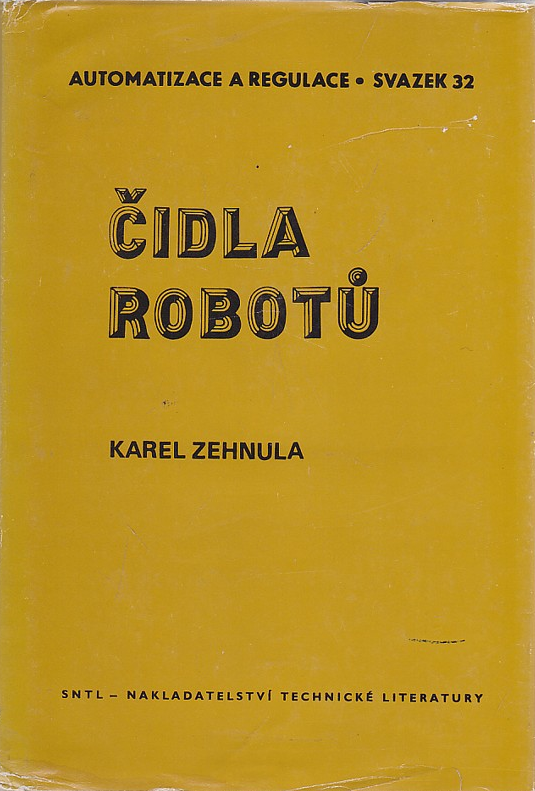 AUTOMATIZACE A REGULACE • SVAZEK 32
ČIDLA
ROBOTŮ
KAREL ZEHNULA
SNTL – NAKLADATELSTVÍ TECHNICKÉ LITERATURY